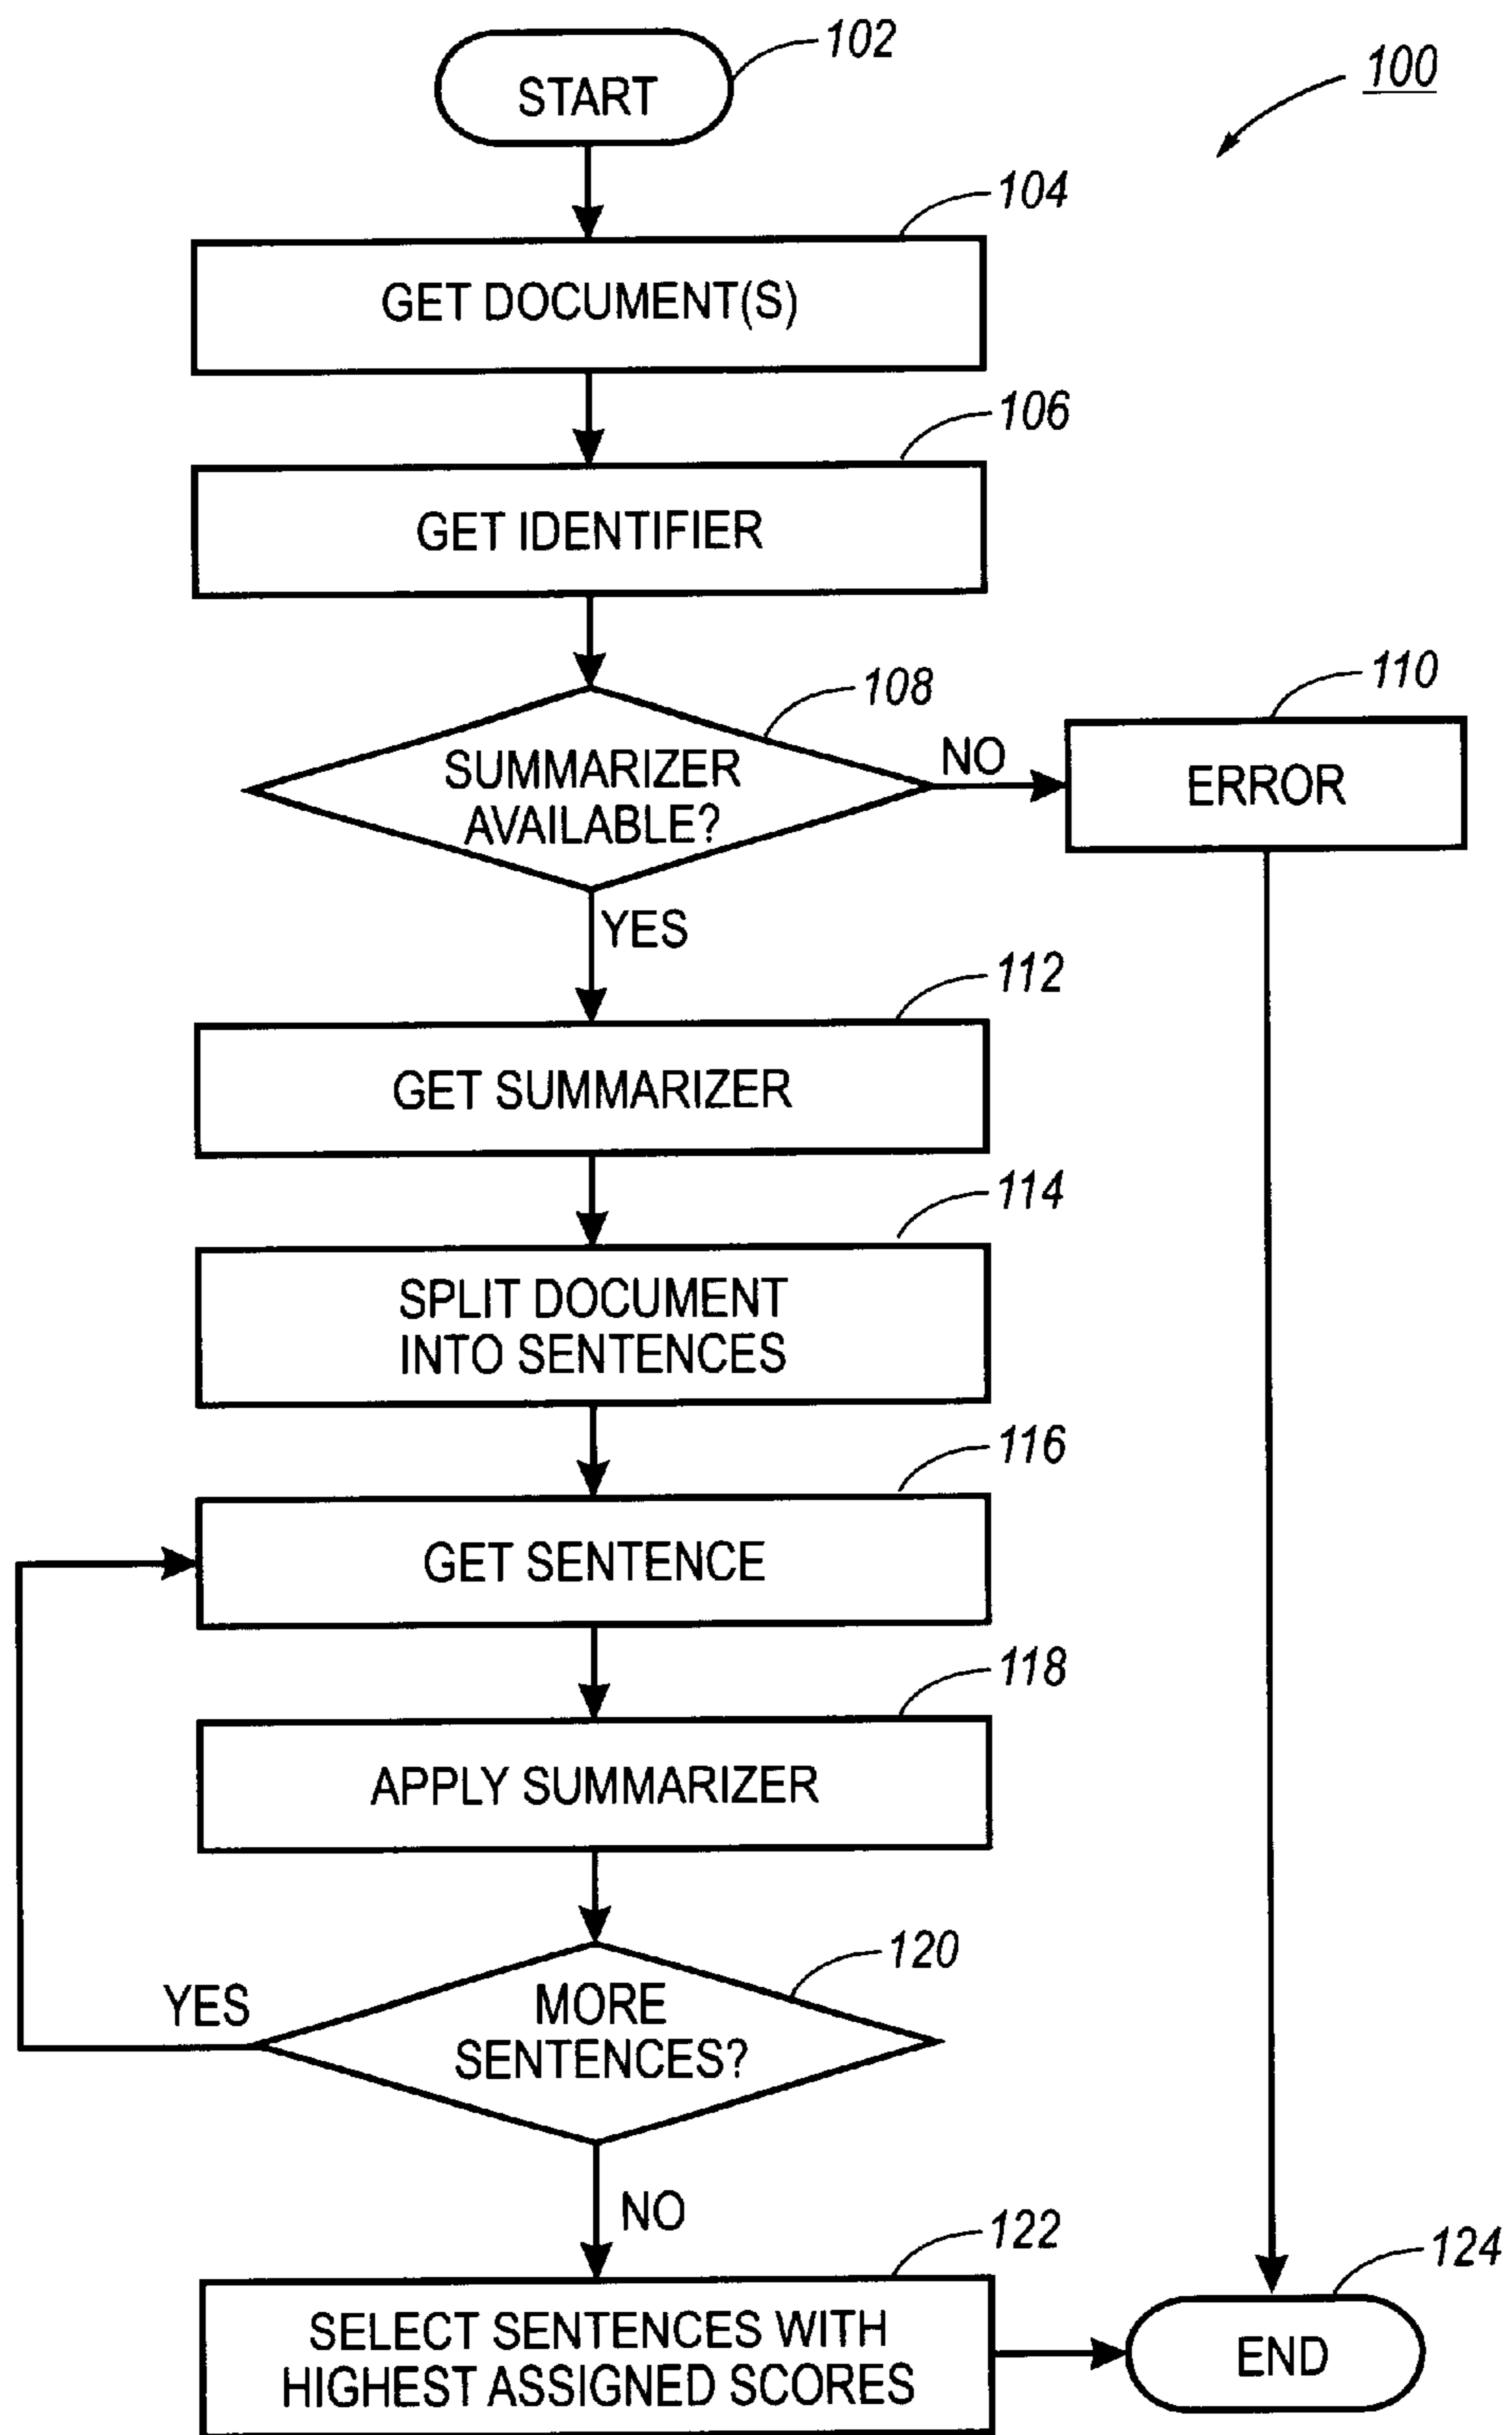 102
START
100
104
GET DOCUMENT(S)
106
GET IDENTIFIER
108
SUMMARIZER
AVAILABLE?
NO
110
ERROR
YES
112
GET SUMMARIZER
114
SPLIT DOCUMENT
INTO SENTENCES
116
GET SENTENCE
118
APPLY SUMMARIZER
120
MORE
SENTENCES?
YES
NO
122
SELECT SENTENCES WITH
HIGHEST ASSIGNED SCORES
124
END